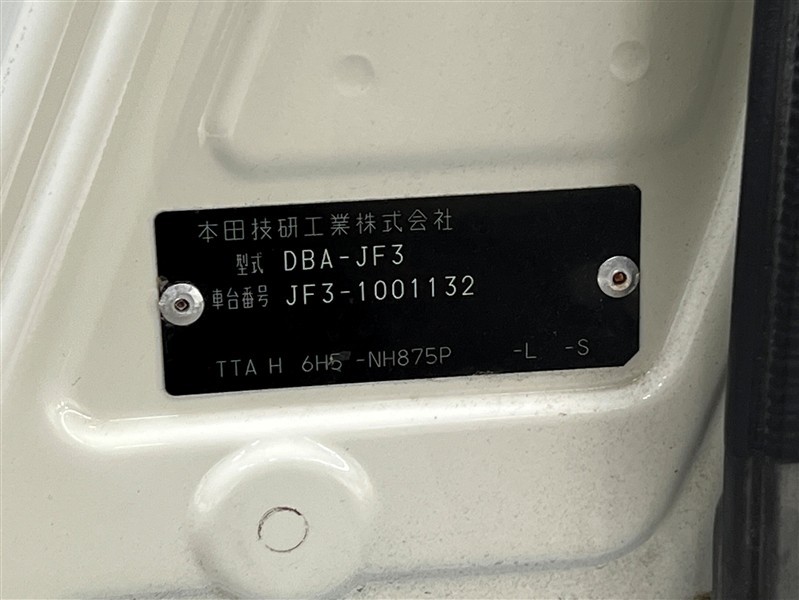 本田技研工業株式会社
型式 DBA-JF3
車台番号 JF3-1001132
TTA H 6H5 -NH875P -L -S